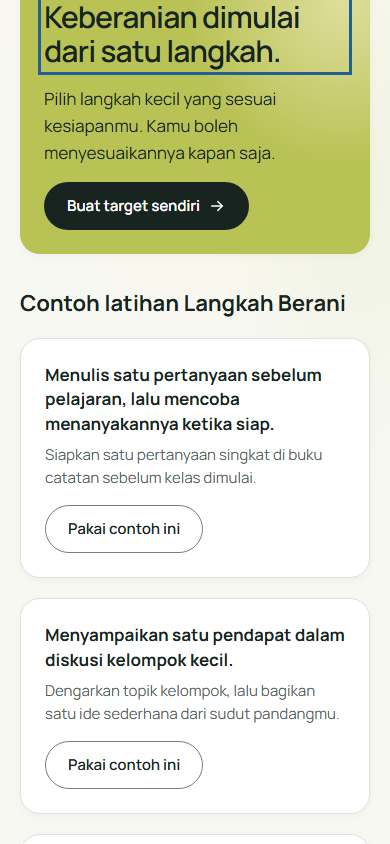 Keberanian dimulai
dari satu langkah.
Pilih langkah kecil yang sesuai
kesiapanmu. Kamu boleh
menyesuaikannya kapan saja.
Buat target sendiri →
Contoh latihan Langkah Berani
Menulis satu pertanyaan sebelum
pelajaran, lalu mencoba
menanyakannya ketika siap.
Siapkan satu pertanyaan singkat di buku
catatan sebelum kelas dimulai.
Pakai contoh ini
Menyampaikan satu pendapat dalam
diskusi kelompok kecil.
Dengarkan topik kelompok, lalu bagikan
satu ide sederhana dari sudut pandangmu.
Pakai contoh ini